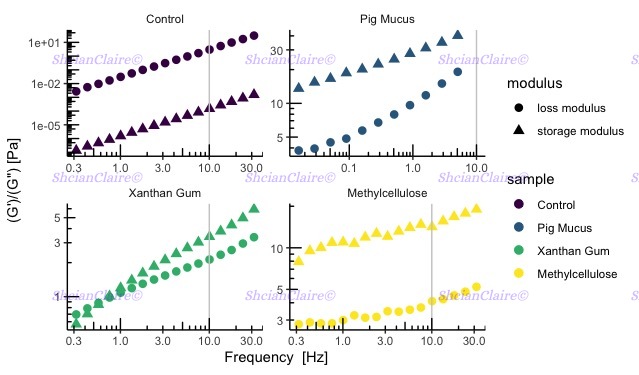 Control
Pig Mucus
1e+01
1e-02
1e-05
0.3 1.0 3.0 10.0 30.0
30
10
5
0.1 1.0 10.0
ShcianClaire© ShcianClaire© ShcianClaire©
modulus
loss modulus
storage modulus
(G')/(G'') [Pa]
ShcianClaire© ShcianClaire© ShcianClaire©
sample
Control
Pig Mucus
Xanthan Gum
Methylcellulose
Xanthan Gum
Methylcellulose
5
3
1
0.3 1.0 3.0 10.0 30.0
10
5
3
0.3 1.0 3.0 10.0 30.0
ShcianClaire© ShcianClaire© ShcianClaire©
Frequency [Hz]